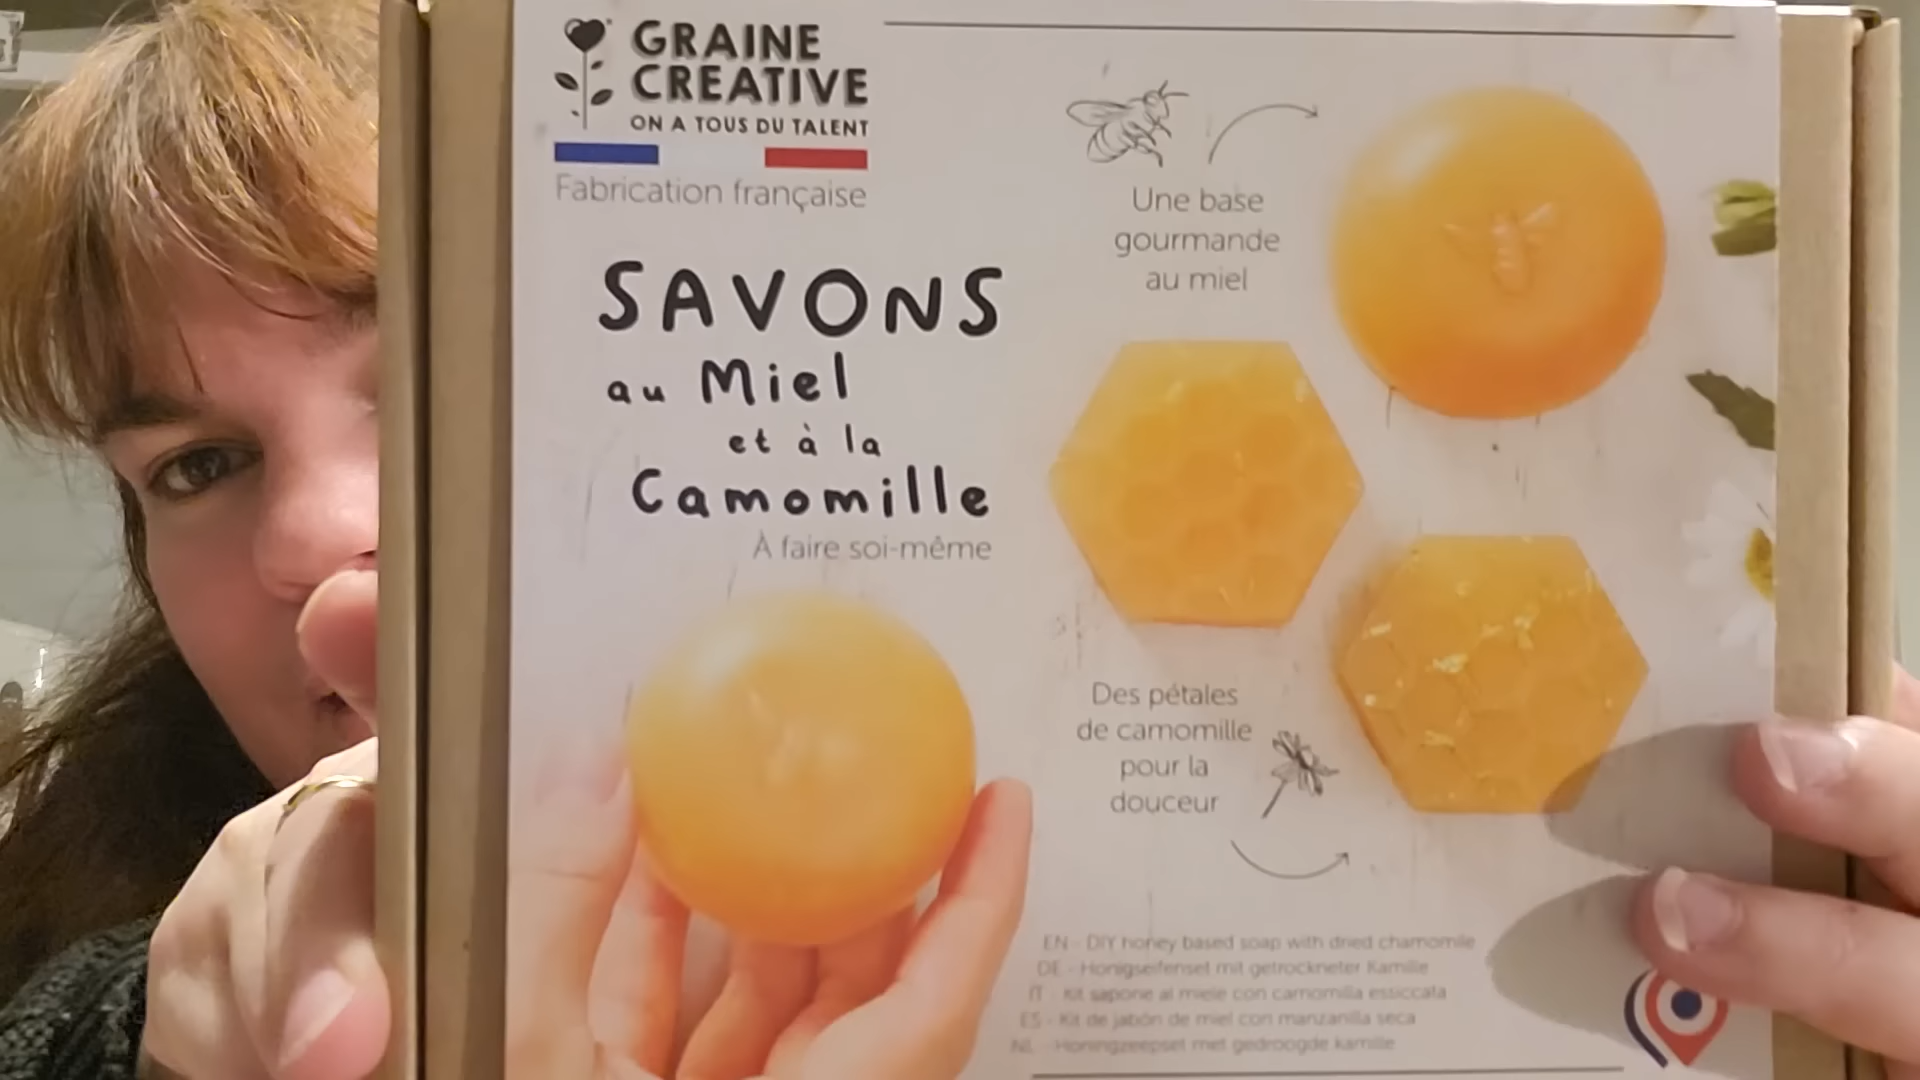 GRAINE
CREATIVE
ON A TOUS DU TALENT
Fabrication française
SAVONS
au Miel
et à la
Camomille
À faire soi-même
Une base
gourmande
au miel
Des pétales
de camomille
pour la
douceur
EN - DIY honey based soap with dried chamomile
DE - Honigseifenset mit getrockneter Kamille
IT - Kit sapone al miele con camomilla essiccata
ES - Kit de jabón de miel con manzanilla seca
NL - Honingzeepset met gedroogde kamille